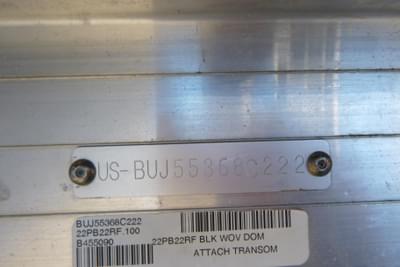 US-BUJ55368C222
BUJ55368C222
22PB22RF.100
B455090
22PB22RF BLK WOV DOM
ATTACH TRANSOM